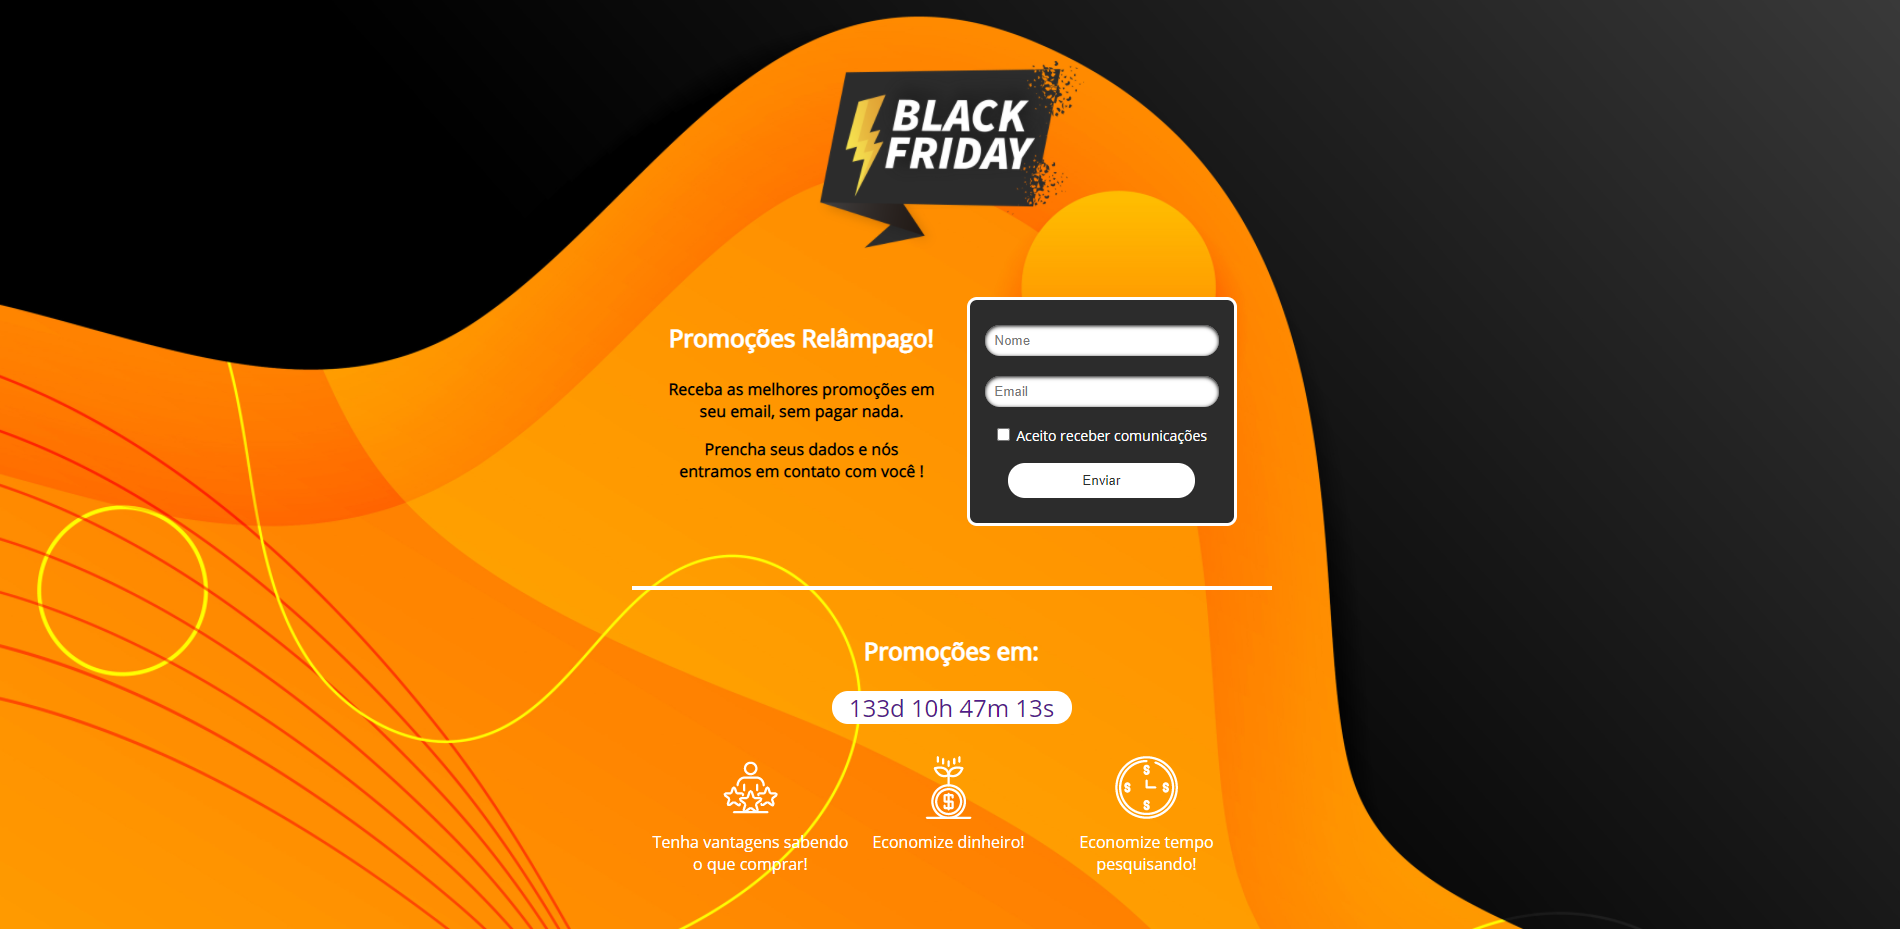 BLACK
FRIDAY
Promoções Relâmpago!
Receba as melhores promoções em
seu email, sem pagar nada.
Prencha seus dados e nós
entramos em contato com você !
Nome
Email
Aceito receber comunicações
Enviar
Promoções em:
133d 10h 47m 13s
Tenha vantagens sabendo
o que comprar!
Economize dinheiro!
Economize tempo
pesquisando!